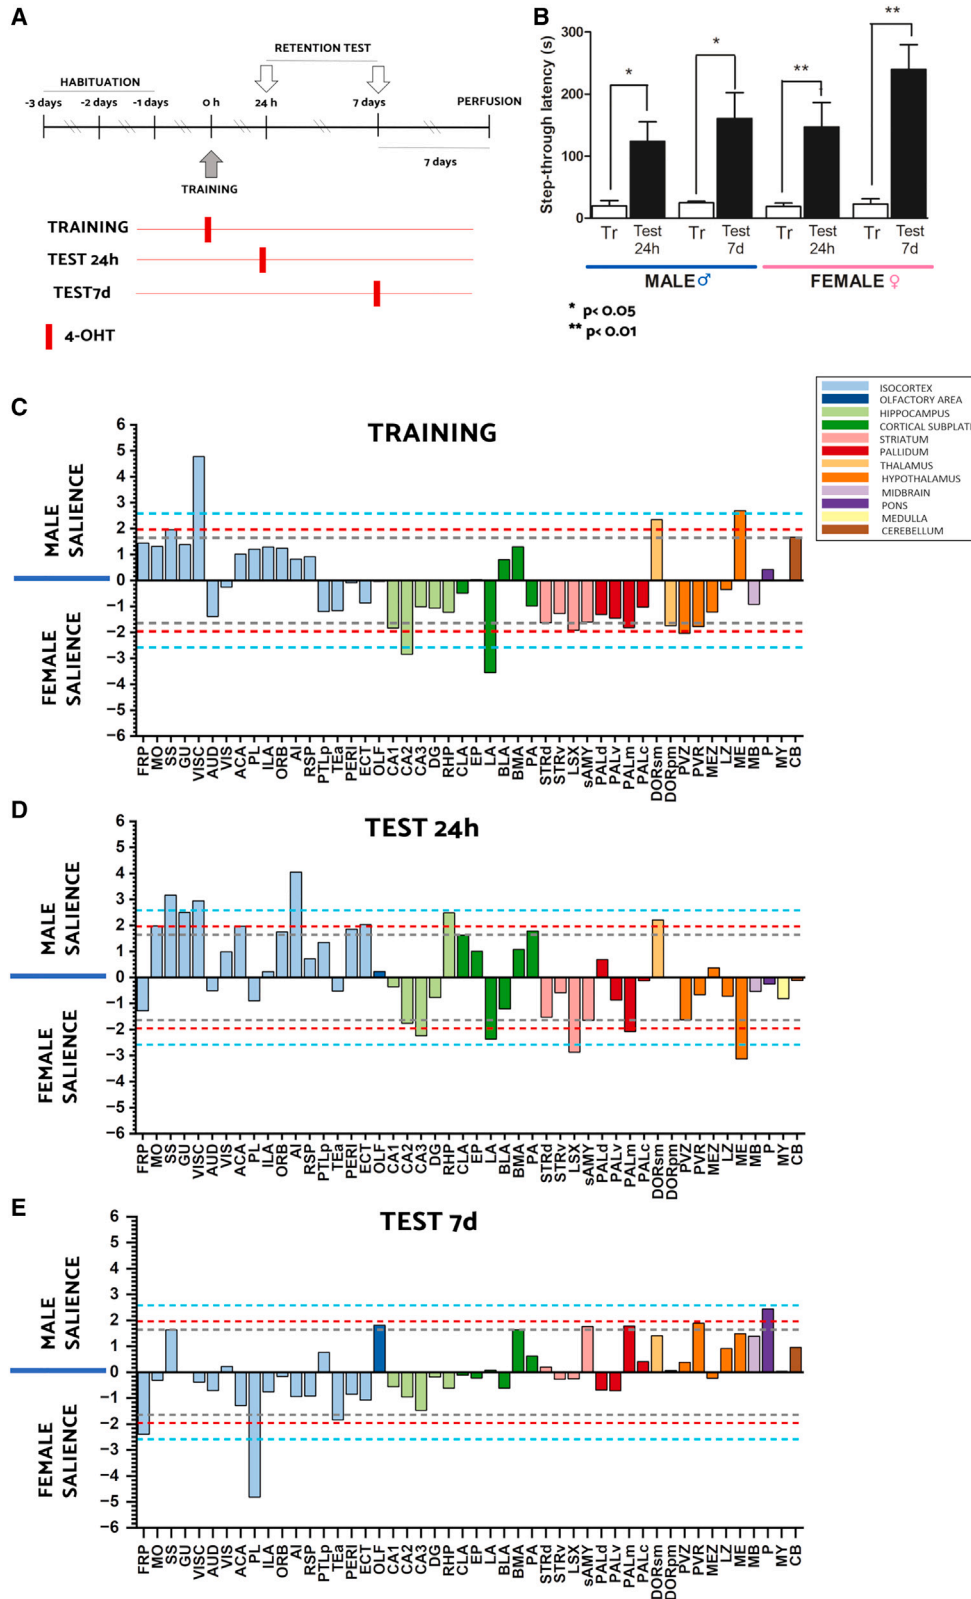 A
RETENTION TEST
HABITUATION
-3 days -2 days -1 days 0 h 24 h 7 days PERFUSION
7 days
TRAINING
TRAINING
TEST 24h
TEST7d
4-OHT
B
Step-through latency (s)
300
200
100
0
* * ** **
Tr Test 24h Tr Test 7d Tr Test 24h Tr Test 7d
MALE♂ FEMALE♀
* p< 0.05
** p< 0.01
ISOCORTEX
OLFACTORY AREA
HIPPOCAMPUS
CORTICAL SUBPLAT
STRIATUM
PALLIDUM
THALAMUS
HYPOTHALAMUS
MIDBRAIN
PONS
MEDULLA
CEREBELLUM
C
TRAINING
MALE SALIENCE
FEMALE SALIENCE
6
5
4
3
2
1
0
−1
−2
−3
−4
−5
−6
FRP MO SS GU VISC AUD VIS ACA PL ILA ORB AI RSP PTLp TEa PERI ECT OLF CA1 CA2 CA3 DG RHP CLA EP LA BLA BMA PA STRd STRv LSX sAMY PALd PALv PALm PALc DORsm DORpm PVZ PVR MEZ LZ ME MB P MY CB
D
TEST 24h
MALE SALIENCE
FEMALE SALIENCE
6
5
4
3
2
1
0
−1
−2
−3
−4
−5
−6
FRP MO SS GU VISC AUD VIS ACA PL ILA ORB AI RSP PTLp TEa PERI ECT OLF CA1 CA2 CA3 DG RHP CLA EP LA BLA BMA PA STRd STRv LSX sAMY PALd PALv PALm PALc DORsm DORpm PVZ PVR MEZ LZ ME MB P MY CB
E
TEST 7d
MALE SALIENCE
FEMALE SALIENCE
6
5
4
3
2
1
0
−1
−2
−3
−4
−5
−6
FRP MO SS GU VISC AUD VIS ACA PL ILA ORB AI RSP PTLp TEa PERI ECT OLF CA1 CA2 CA3 DG RHP CLA EP LA BLA BMA PA STRd STRv LSX sAMY PALd PALv PALm PALc DORsm DORpm PVZ PVR MEZ LZ ME MB P MY CB